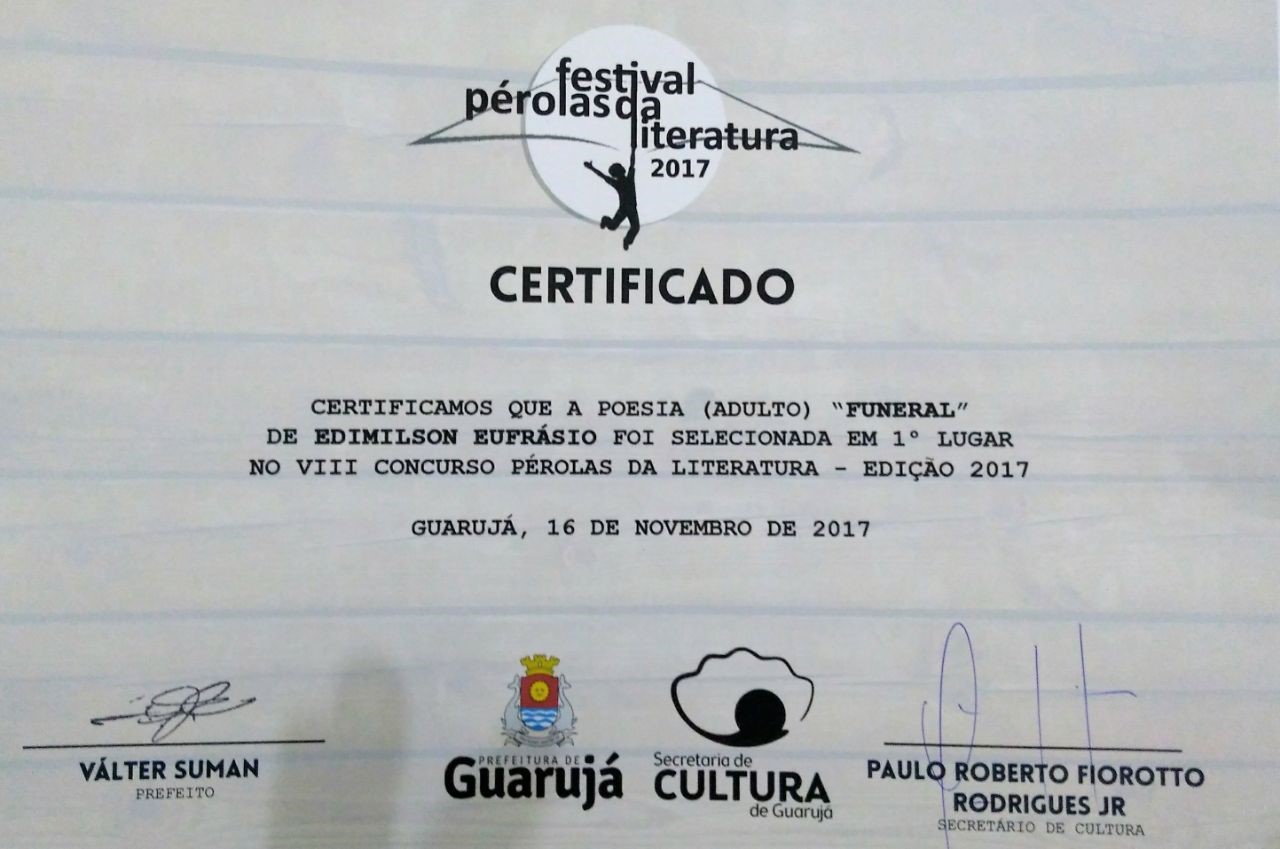 festival
pérolas da
literatura
2017
CERTIFICADO
CERTIFICAMOS QUE A POESIA (ADULTO) “FUNERAL”
DE EDIMILSON EUFRÁSIO FOI SELECIONADA EM 1º LUGAR
NO VIII CONCURSO PÉROLAS DA LITERATURA - EDIÇÃO 2017
GUARUJÁ, 16 DE NOVEMBRO DE 2017
VÁLTER SUMAN
PREFEITO
PREFEITURA DE
Guarujá
Secretaria de
CULTURA
de Guarujá
PAULO ROBERTO FIOROTTO
RODRIGUES JR
SECRETÁRIO DE CULTURA